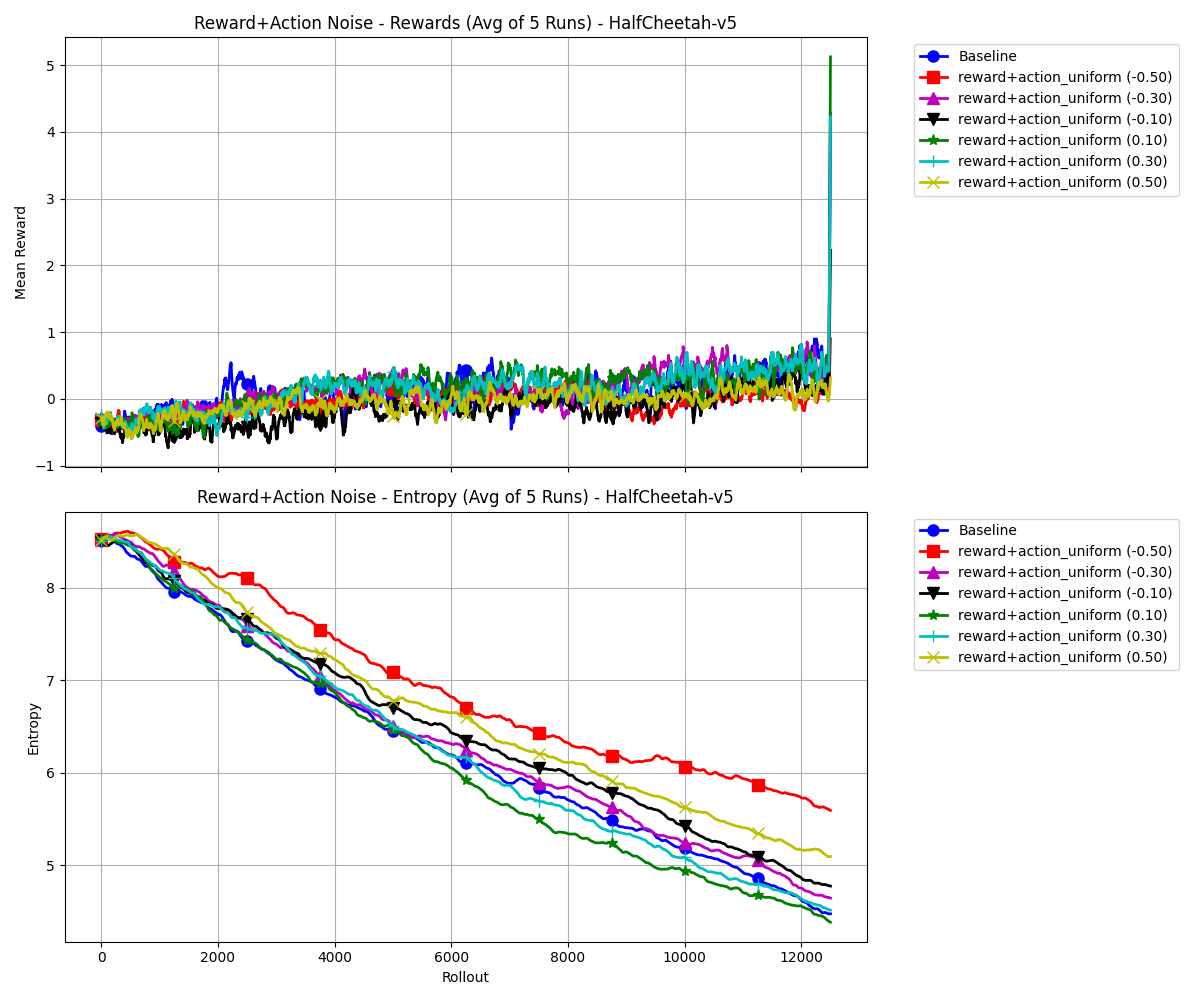 Reward+Action Noise - Rewards (Avg of 5 Runs) - HalfCheetah-v5
5
4
3
2
1
0
−1
Mean Reward
Baseline
reward+action_uniform (-0.50)
reward+action_uniform (-0.30)
reward+action_uniform (-0.10)
reward+action_uniform (0.10)
reward+action_uniform (0.30)
reward+action_uniform (0.50)
Reward+Action Noise - Entropy (Avg of 5 Runs) - HalfCheetah-v5
8
7
6
5
Entropy
0 2000 4000 6000 8000 10000 12000
Rollout
Baseline
reward+action_uniform (-0.50)
reward+action_uniform (-0.30)
reward+action_uniform (-0.10)
reward+action_uniform (0.10)
reward+action_uniform (0.30)
reward+action_uniform (0.50)